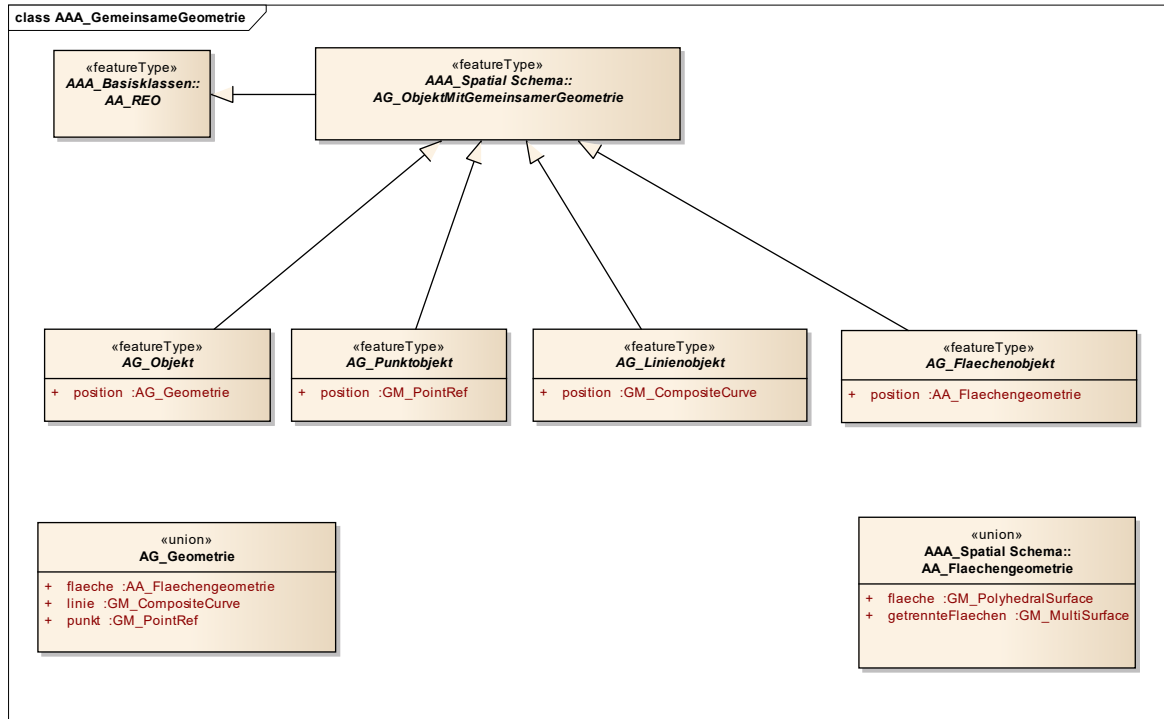 class AAA_GemeinsameGeometrie
«featureType»
AAA_Basisklassen::
AA_REO
«featureType»
AAA_Spatial Schema::
AG_ObjektMitGemeinsamerGeometrie
«featureType»
AG_Objekt
+ position :AG_Geometrie
«featureType»
AG_Punktobjekt
+ position :GM_PointRef
«featureType»
AG_Linienobjekt
+ position :GM_CompositeCurve
«featureType»
AG_Flaechenobjekt
+ position :AA_Flaechengeometrie
«union»
AG_Geometrie
+ flaeche :AA_Flaechengeometrie
+ linie :GM_CompositeCurve
+ punkt :GM_PointRef
«union»
AAA_Spatial Schema::
AA_Flaechengeometrie
+ flaeche :GM_PolyhedralSurface
+ getrennteFlaechen :GM_MultiSurface